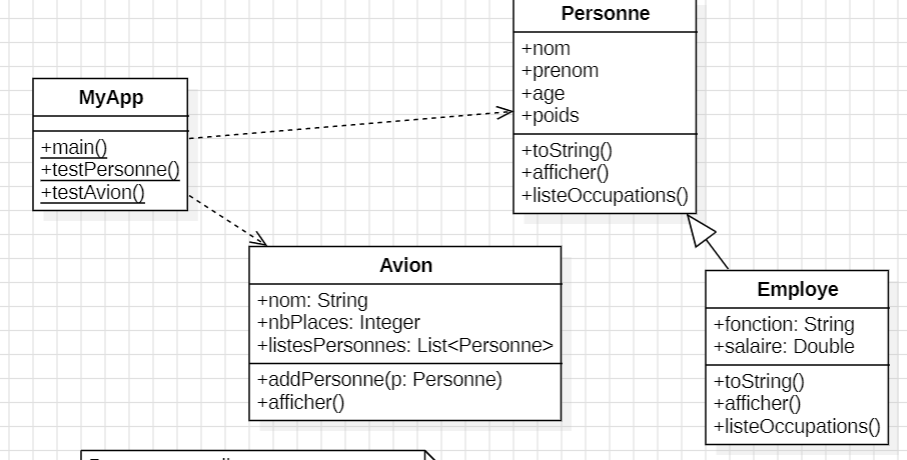 Personne
+nom
+prenom
+age
+poids
+toString()
+afficher()
+listeOccupations()
MyApp
+main()
+testPersonne()
+testAvion()
Avion
+nom: String
+nbPlaces: Integer
+listesPersonnes: List<Personne>
+addPersonne(p: Personne)
+afficher()
Employe
+fonction: String
+salaire: Double
+toString()
+afficher()
+listeOccupations()